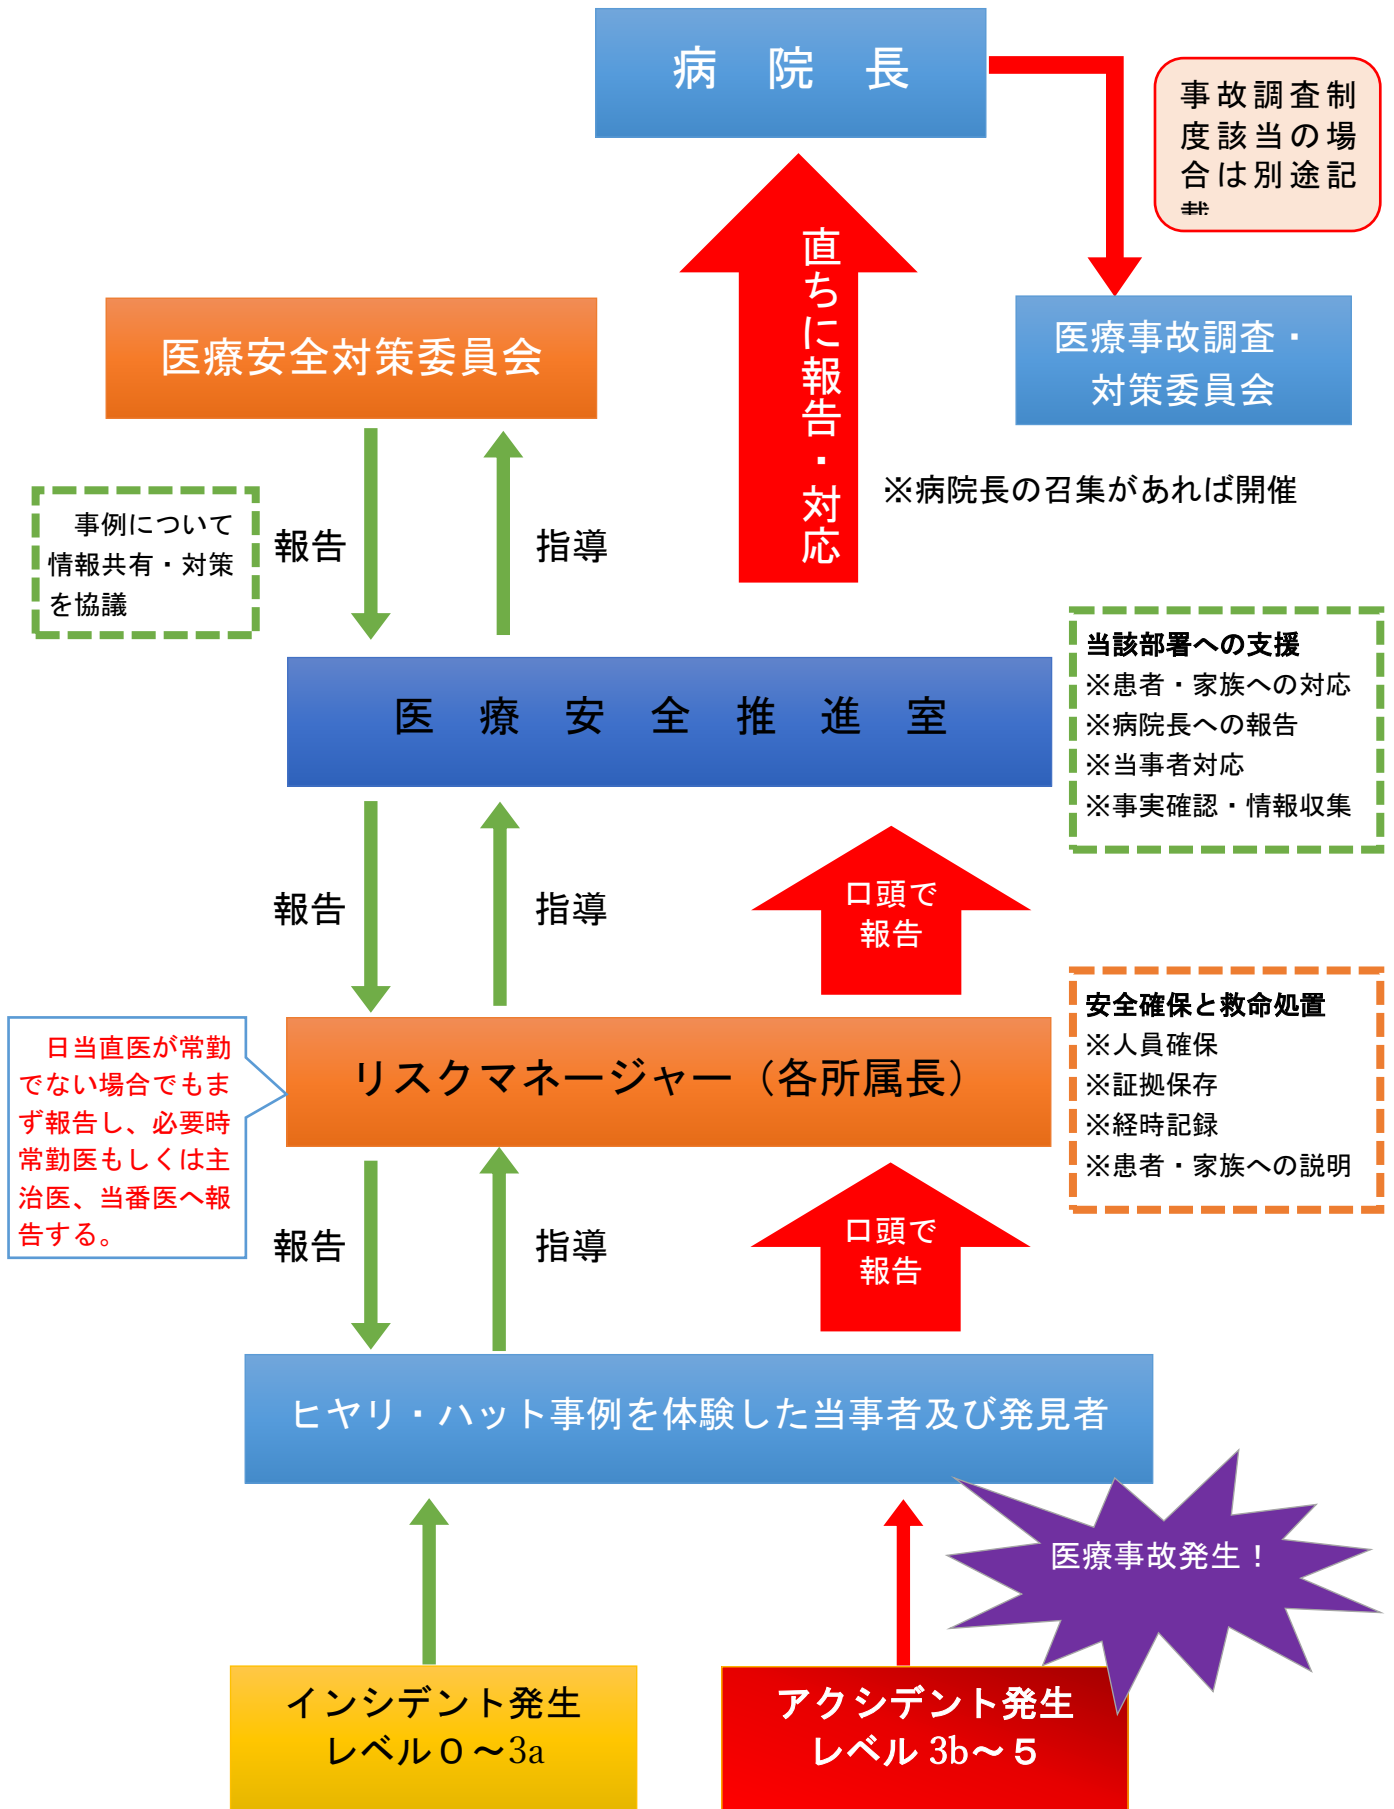 病　院　長
事故調査制
度該当の場
合は別途記
直ちに報告・対応
医療安全対策委員会
医療事故調査・
対策委員会
※病院長の召集があれば開催
事例について
情報共有・対策
を協議
報告
指導
医　療　安　全　推　進　室
当該部署への支援
※患者・家族への対応
※病院長への報告
※当事者対応
※事実確認・情報収集
報告
指導
口頭で
報告
リスクマネージャー（各所属長）
安全確保と救命処置
※人員確保
※証拠保存
※経時記録
※患者・家族への説明
日当直医が常勤
でない場合でもま
ず報告し、必要時
常勤医もしくは主
治医、当番医へ報
告する。
報告
指導
口頭で
報告
ヒヤリ・ハット事例を体験した当事者及び発見者
医療事故発生！
インシデント発生
レベル０～3a
アクシデント発生
レベル 3b～５